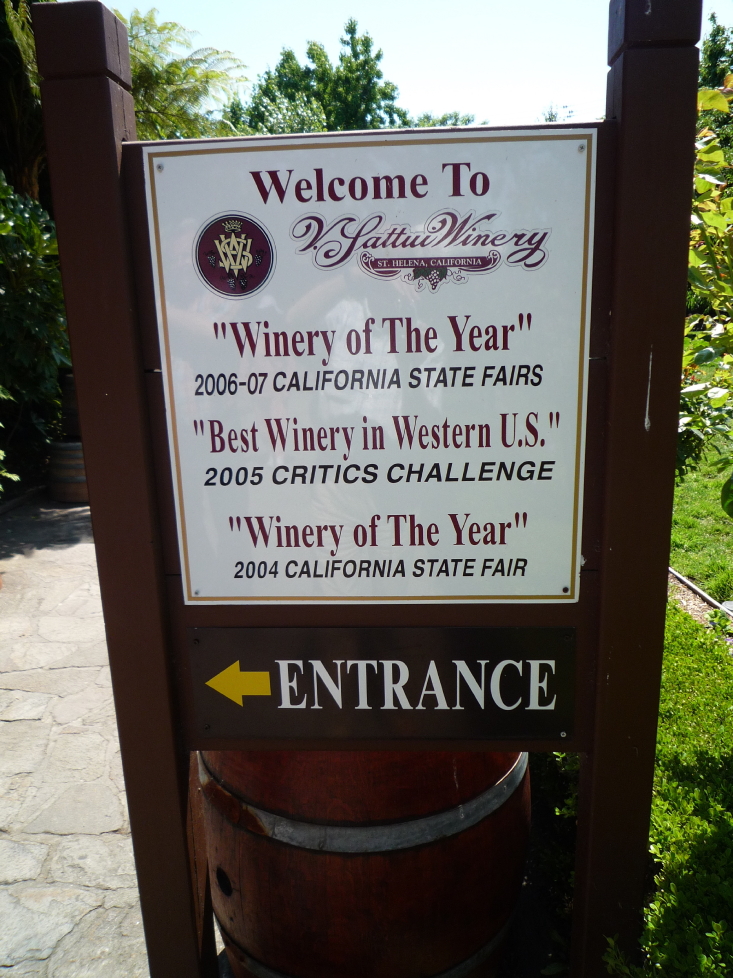 Welcome To
V. Sattui Winery
ST. HELENA, CALIFORNIA
"Winery of The Year"
2006-07 CALIFORNIA STATE FAIRS
"Best Winery in Western U.S."
2005 CRITICS CHALLENGE
"Winery of The Year"
2004 CALIFORNIA STATE FAIR
ENTRANCE